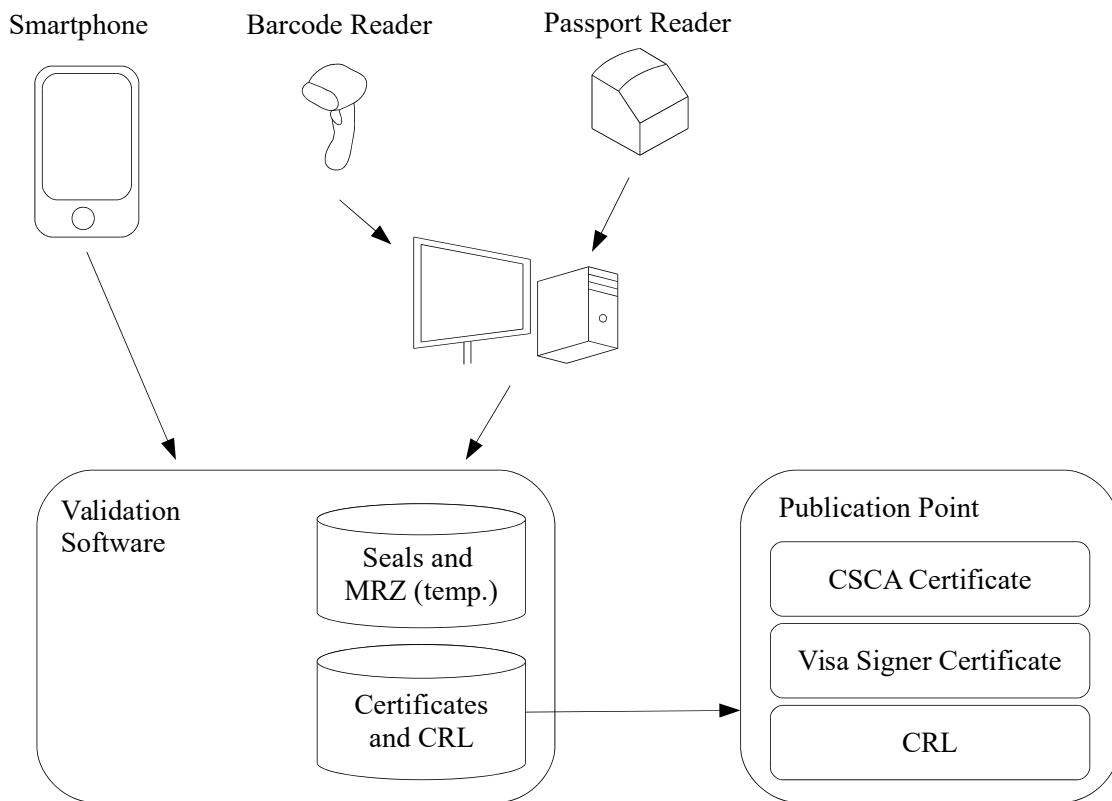 Smartphone
Barcode Reader
Passport Reader
Validation
Software
Seals and
MRZ (temp.)
Certificates
and CRL
Publication Point
CSCA Certificate
Visa Signer Certificate
CRL